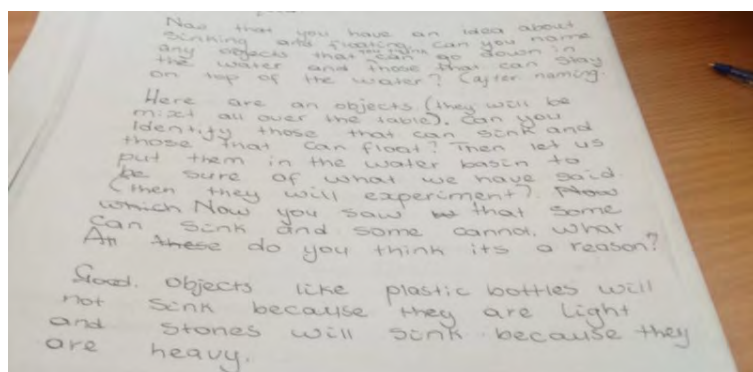 Now that you have an idea about
sinking and floating, can you name
any objects that you think can go down in
the water and those that can stay
on top of the water? (after naming.
Here are an objects (they will be
mixt all over the table). Can you
Identify those that can sink and
those that can float? Then let us
put them in the water basin to
be sure of what we have said
(then they will experiment). Now
which Now you saw that some
can sink and some cannot. What
An these do you think its a reason?
Good. Objects like plastic bottles will
not sink because they are light
and stones will sink because they
are heavy.